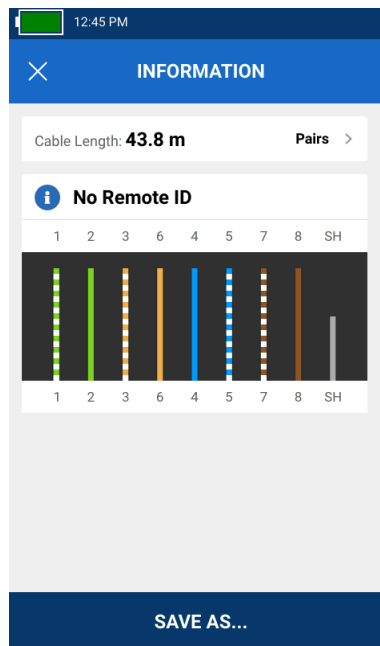 12:45 PM
INFORMATION
Cable Length: 43.8 m Pairs
No Remote ID
1 2 3 6 4 5 7 8 SH
1 2 3 6 4 5 7 8 SH
SAVE AS...